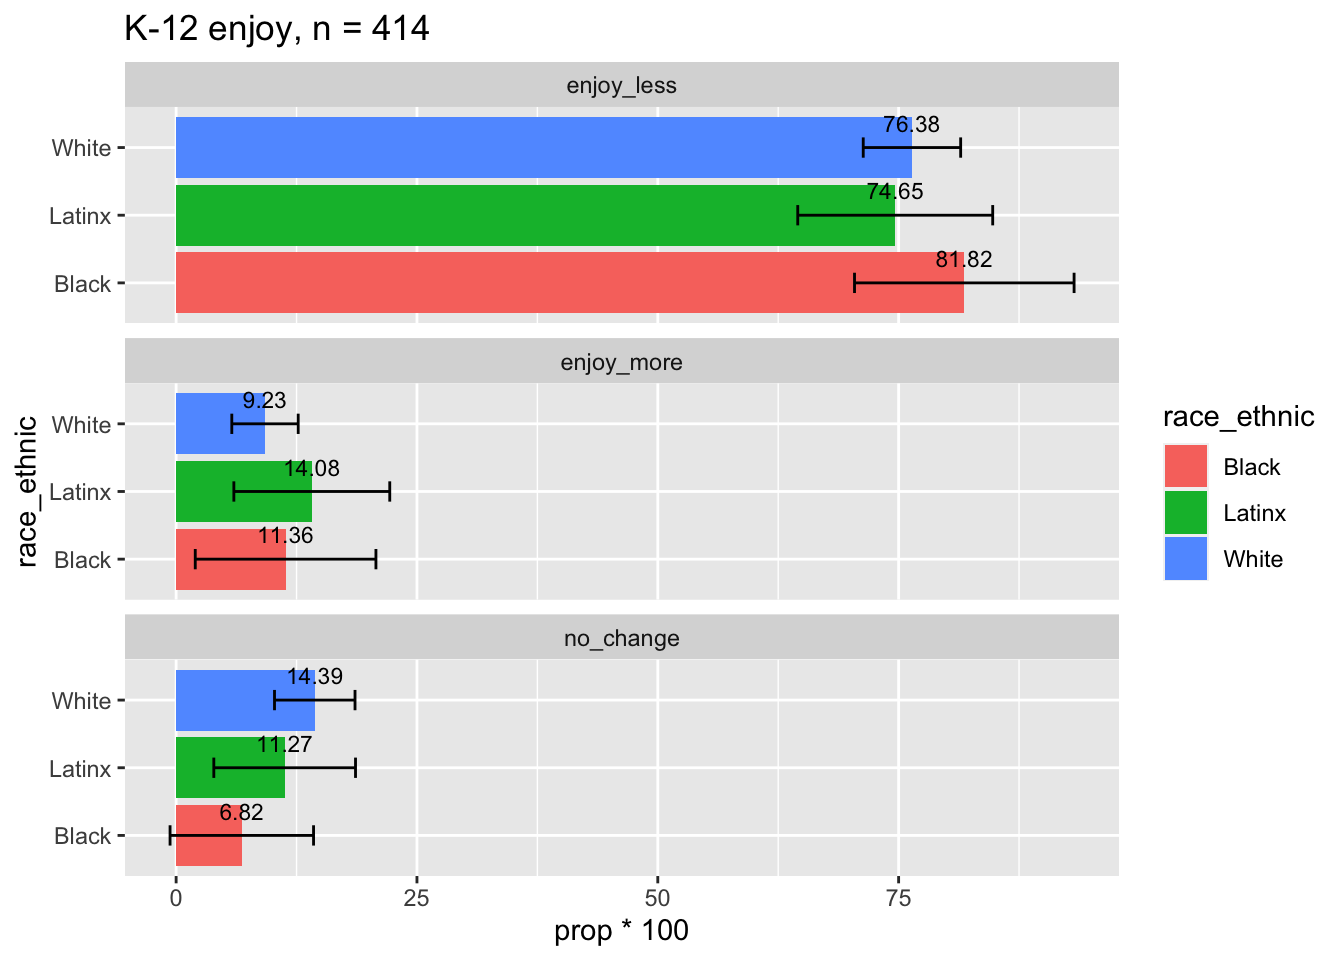 K-12 enjoy, n = 414
enjoy_less
White
76.38
Latinx
74.65
Black
81.82
enjoy_more
White
9.23
Latinx
14.08
Black
11.36
no_change
White
14.39
Latinx
11.27
Black
6.82
0 25 50 75
prop * 100
race_ethnic
race_ethnic
Black
Latinx
White